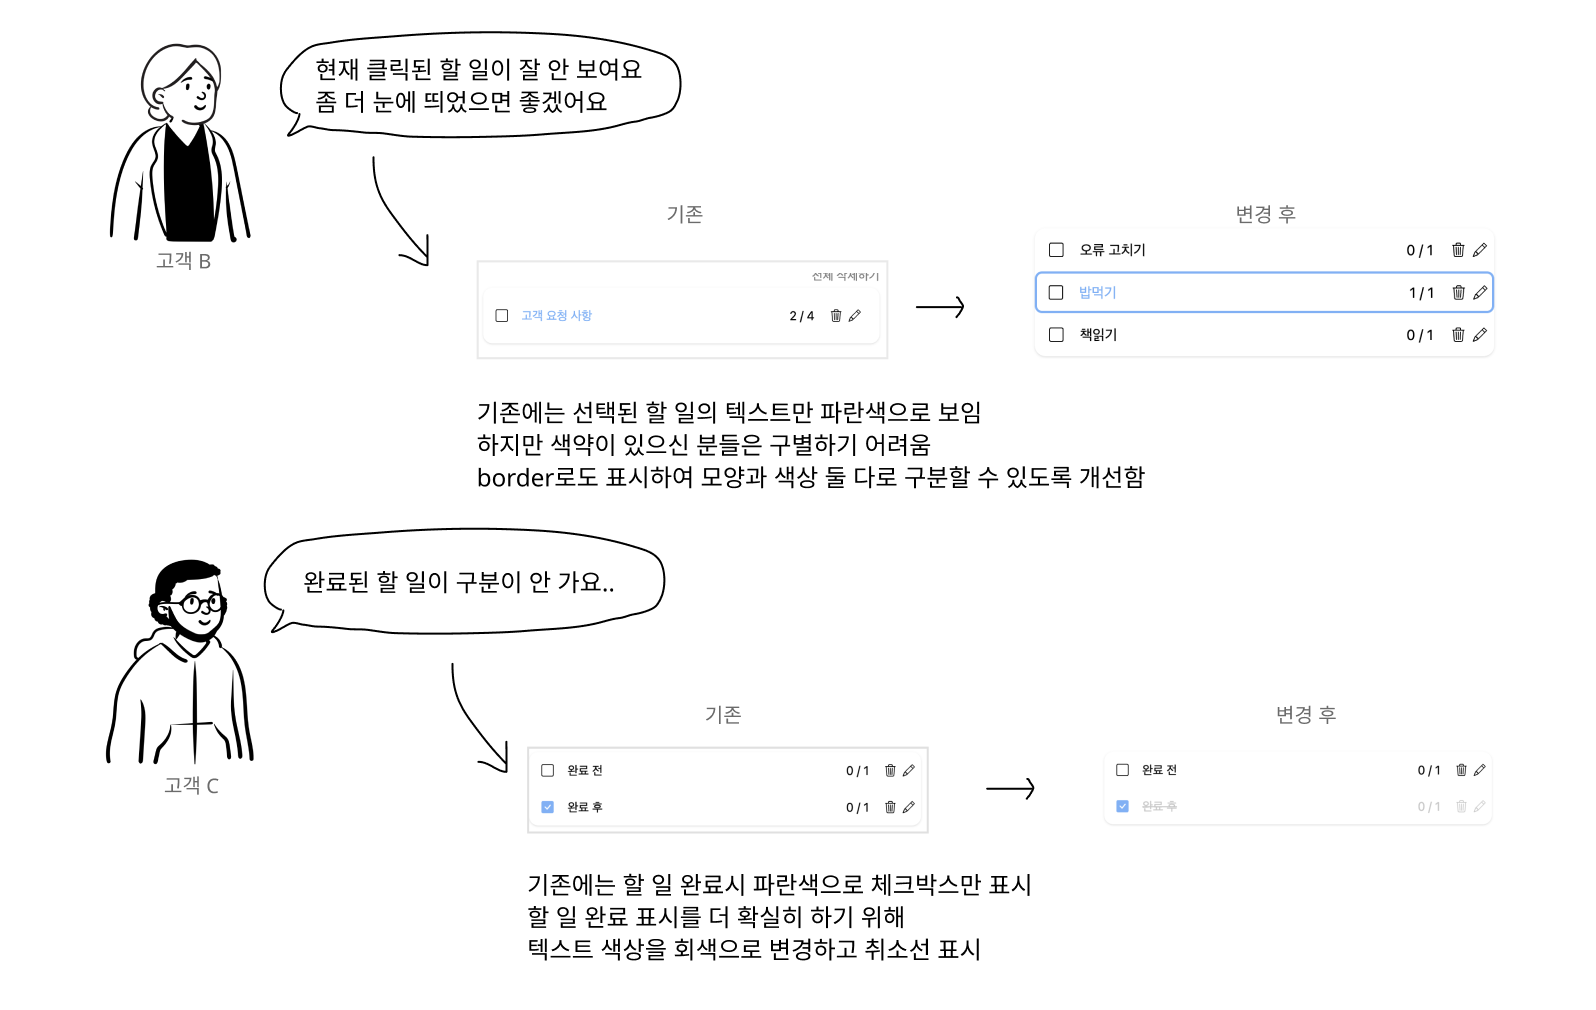 현재 클릭된 할 일이 잘 안 보여요
좀 더 눈에 띄었으면 좋겠어요
고객 B
기존
변경 후
전체 삭제하기
고객 요청 사항 2 / 4
오류 고치기 0 / 1
밥먹기 1 / 1
책읽기 0 / 1
기존에는 선택된 할 일의 텍스트만 파란색으로 보임
하지만 색약이 있으신 분들은 구별하기 어려움
border로도 표시하여 모양과 색상 둘 다로 구분할 수 있도록 개선함
완료된 할 일이 구분이 안 가요..
고객 C
기존
변경 후
완료 전 0 / 1
완료 후 0 / 1
완료 전 0 / 1
완료 후 0 / 1
기존에는 할 일 완료시 파란색으로 체크박스만 표시
할 일 완료 표시를 더 확실히 하기 위해
텍스트 색상을 회색으로 변경하고 취소선 표시